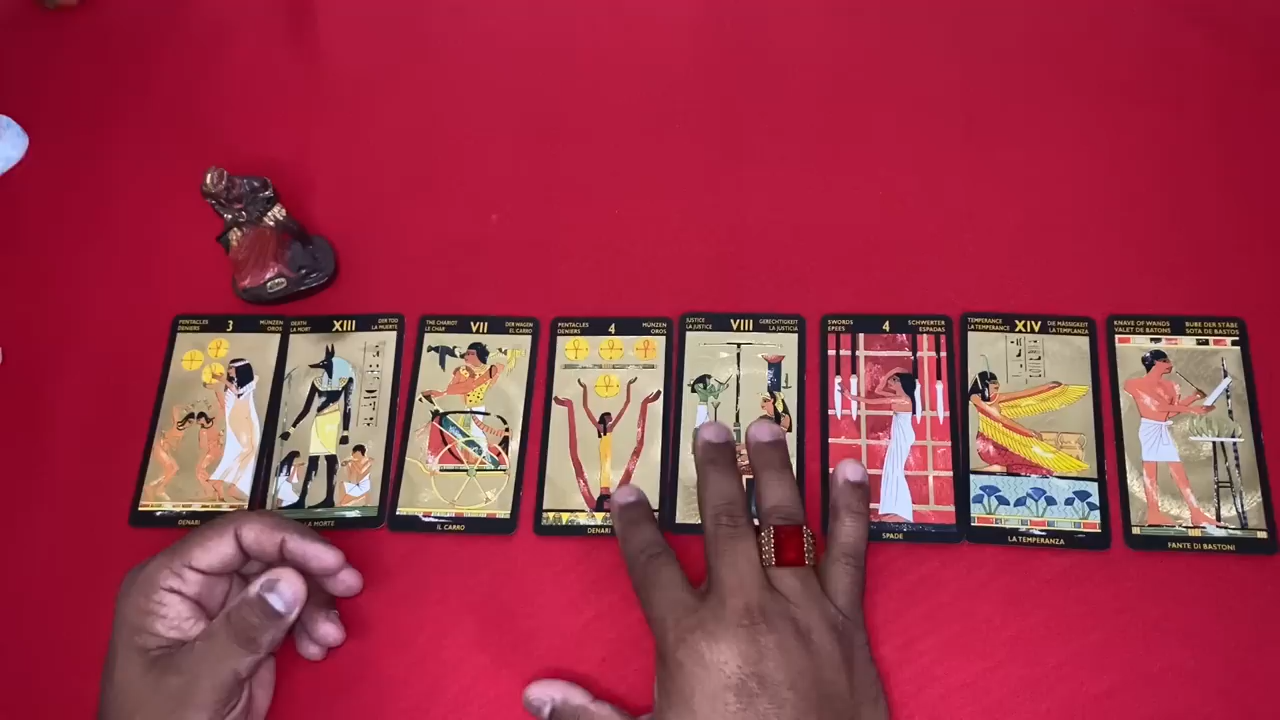 PENTACLES 3 MÜNZEN
DENIERS OROS
DENARI
DEATH XIII DER TOD
LA MORT LA MUERTE
LA MORTE
THE CHARIOT VII DER WAGEN
LE CHAR EL CARRO
IL CARRO
PENTACLES 4 MÜNZEN
DENIERS OROS
DENARI
JUSTICE VIII GERECHTIGKEIT
LA JUSTICE LA JUSTICIA
SWORDS 4 SCHWERTER
EPEES ESPADAS
SPADE
TEMPERANCE XIV DIE MÄSSIGKEIT
LA TEMPERANCE LA TEMPLANZA
LA TEMPERANZA
KNAVE OF WANDS BUBE DER STÄBE
VALET DE BATONS SOTA DE BASTOS
FANTE DI BASTONI